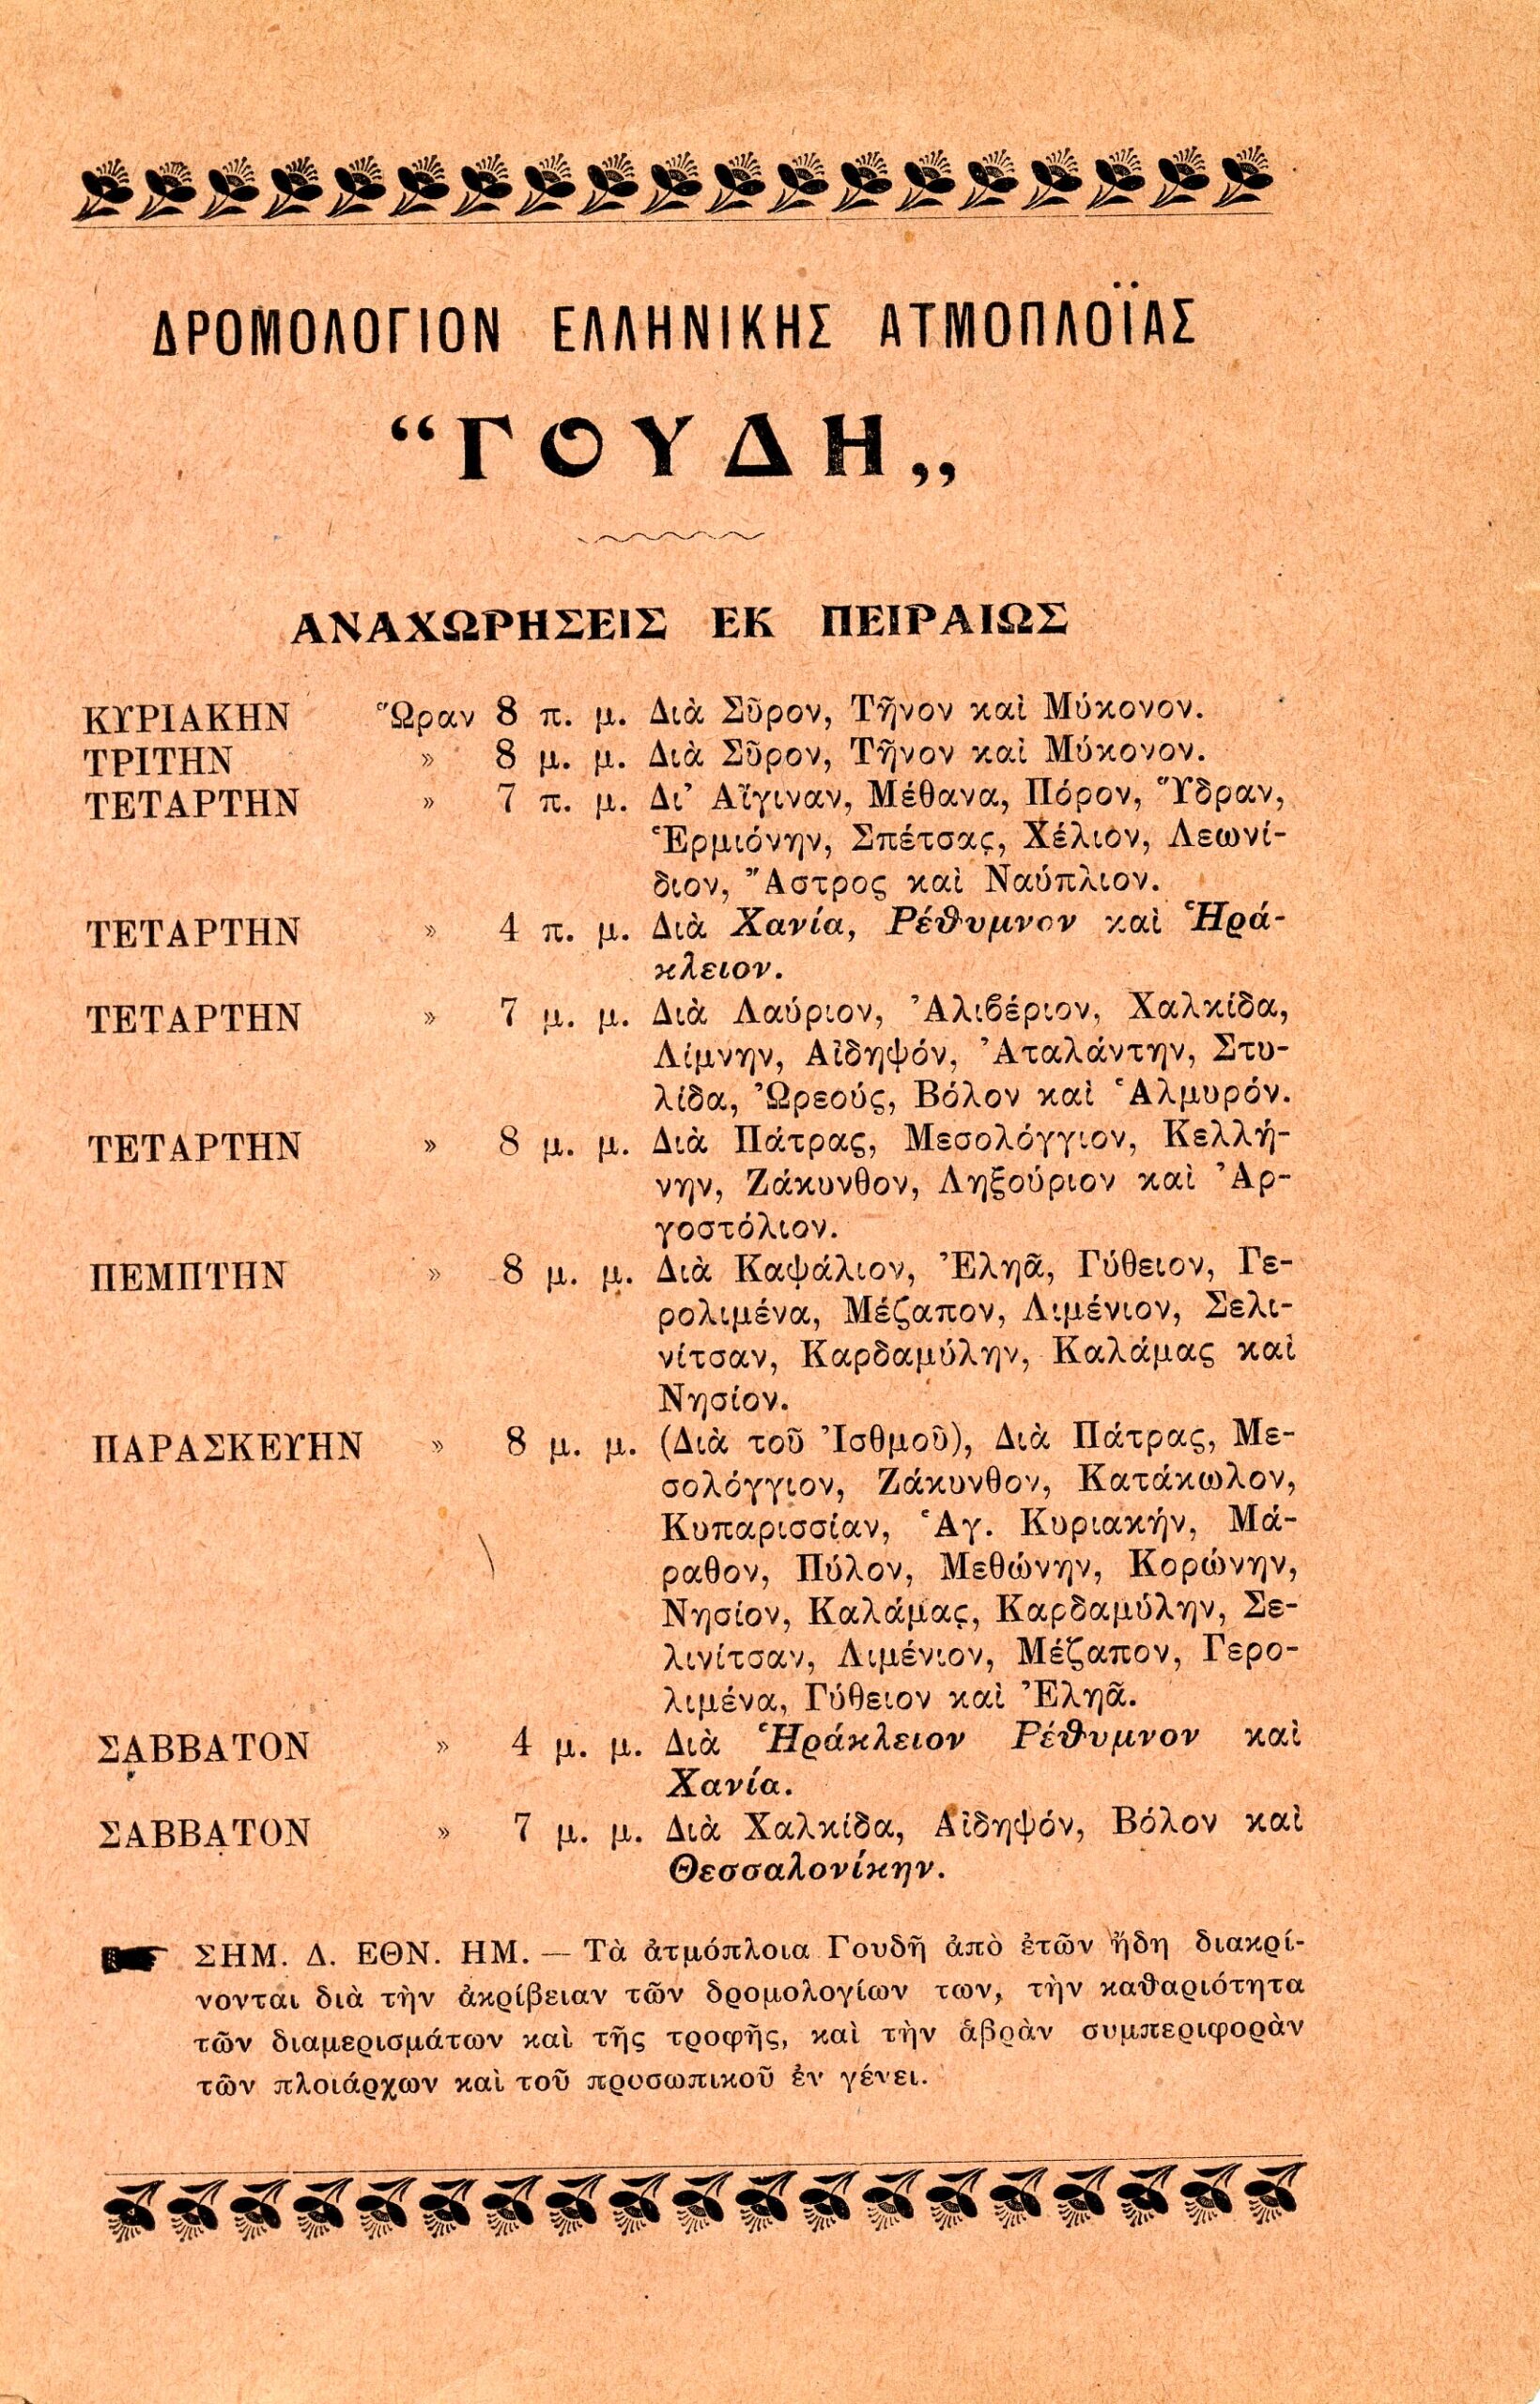 ΔΡΟΜΟΛΟΓΙΟΝ ΕΛΛΗΝΙΚΗΣ ΑΤΜΟΠΛΟΪΑΣ
“ΓΟΥΔΗ„
ΑΝΑΧΩΡΗΣΕΙΣ ΕΚ ΠΕΙΡΑΙΩΣ
ΚΥΡΙΑΚΗΝ Ὥραν 8 π. μ. Διὰ Σῦρον, Τῆνον καὶ Μύκονον.
ΤΡΙΤΗΝ » 8 μ. μ. Διὰ Σῦρον, Τῆνον καὶ Μύκονον.
ΤΕΤΑΡΤΗΝ » 7 π. μ. Δι’ Αἴγιναν, Μέθανα, Πόρον, Ὕδραν,
Ἑρμιόνην, Σπέτσας, Χέλιον, Λεωνί-
διον, Ἄστρος καὶ Ναύπλιον.
ΤΕΤΑΡΤΗΝ » 4 π. μ. Διὰ Χανία, Ρέθυμνον καὶ Ἡρά-
κλειον.
ΤΕΤΑΡΤΗΝ » 7 μ. μ. Διὰ Λαύριον, Ἀλιβέριον, Χαλκίδα,
Λίμνην, Αἰδηψόν, Ἀταλάντην, Στυ-
λίδα, Ὠρεούς, Βόλον καὶ Ἁλμυρόν.
ΤΕΤΑΡΤΗΝ » 8 μ. μ. Διὰ Πάτρας, Μεσολόγγιον, Κελλή-
νην, Ζάκυνθον, Ληξούριον καὶ Ἀρ-
γοστόλιον.
ΠΕΜΠΤΗΝ » 8 μ. μ. Διὰ Καψάλιον, Ἐληᾶ, Γύθειον, Γε-
ρολιμένα, Μέζαπον, Λιμένιον, Σελι-
νίτσαν, Καρδαμύλην, Καλάμας καὶ
Νησίον.
ΠΑΡΑΣΚΕΥΗΝ » 8 μ. μ. (Διὰ τοῦ Ἰσθμοῦ), Διὰ Πάτρας, Με-
σολόγγιον, Ζάκυνθον, Κατάκωλον,
Κυπαρισσίαν, Ἁγ. Κυριακήν, Μά-
ραθον, Πύλον, Μεθώνην, Κορώνην,
Νησίον, Καλάμας, Καρδαμύλην, Σε-
λινίτσαν, Λιμένιον, Μέζαπον, Γερο-
λιμένα, Γύθειον καὶ Ἐληᾶ.
ΣΑΒΒΑΤΟΝ » 4 μ. μ. Διὰ Ἡράκλειον Ρέθυμνον καὶ
Χανία.
ΣΑΒΒΑΤΟΝ » 7 μ. μ. Διὰ Χαλκίδα, Αἰδηψόν, Βόλον καὶ
Θεσσαλονίκην.
ΣΗΜ. Δ. ΕΘΝ. ΗΜ. — Τὰ ἀτμόπλοια Γουδῆ ἀπὸ ἐτῶν ἤδη διακρί-
νονται διὰ τὴν ἀκρίβειαν τῶν δρομολογίων των, τὴν καθαριότητα
τῶν διαμερισμάτων καὶ τῆς τροφῆς, καὶ τὴν ἁβρὰν συμπεριφορὰν
τῶν πλοιάρχων καὶ τοῦ προσωπικοῦ ἐν γένει.